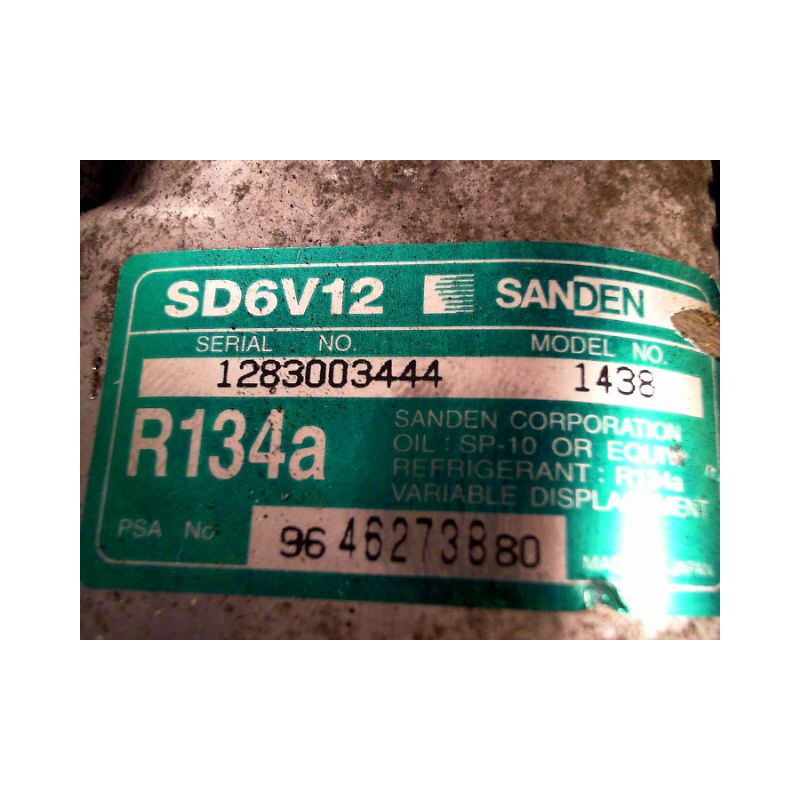 SD6V12 SANDEN
SERIAL NO. MODEL NO.
1283003444 1438
R134a
SANDEN CORPORATION
OIL : SP-10 OR EQUIV
REFRIGERANT : R134a
VARIABLE DISPLACEMENT
PSA No 96 462738 80
MADE IN JAPAN